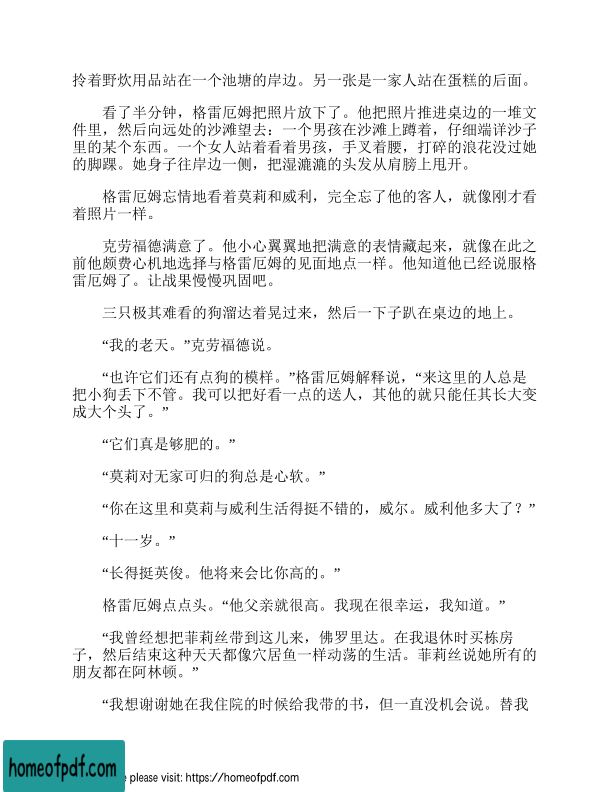 拎着野炊用品站在一个池塘的岸边。另一张是一家人站在蛋糕的后面。
看了半分钟，格雷厄姆把照片放下了。他把照片推进桌边的一堆文
件里，然后向远处的沙滩望去：一个男孩在沙滩上蹲着，仔细端详沙子
里的某个东西。一个女人站着看着男孩，手叉着腰，打碎的浪花没过她
的脚踝。她身子往岸边一侧，把湿漉漉的头发从肩膀上甩开。
格雷厄姆忘情地看着莫莉和威利，完全忘了他的客人，就像刚才看
着照片一样。
克劳福德满意了。他小心翼翼地把满意的表情藏起来，就像在此之
前他颇费心机地选择与格雷厄姆的见面地点一样。他知道他已经说服格
雷厄姆了。让战果慢慢巩固吧。
三只极其难看的狗溜达着晃过来，然后一下子趴在桌边的地上。
“我的老天。”克劳福德说。
“也许它们还有点狗的模样。”格雷厄姆解释说，“来这里的人总是
把小狗丢下不管。我可以把好看一点的送人，其他的就只能任其长大变
成大个头了。”
“它们真是够肥的。”
“莫莉对无家可归的狗总是心软。”
“你在这里和莫莉与威利生活得挺不错的，威尔。威利他多大了？”
“十一岁。”
“长得挺英俊。他将来会比你高的。”
格雷厄姆点点头。“他父亲就很高。我现在很幸运，我知道。”
“我曾经想把菲莉丝带到这儿来，佛罗里达。在我退休时买栋房
子，然后结束这种天天都像穴居鱼一样动荡的生活。菲莉丝说她所有的
朋友都在阿林顿。”
“我想谢谢她在我住院的时候给我带的书，但一直没机会说。替我
homeofpdf.com
e please visit: https://homeofpdf.com